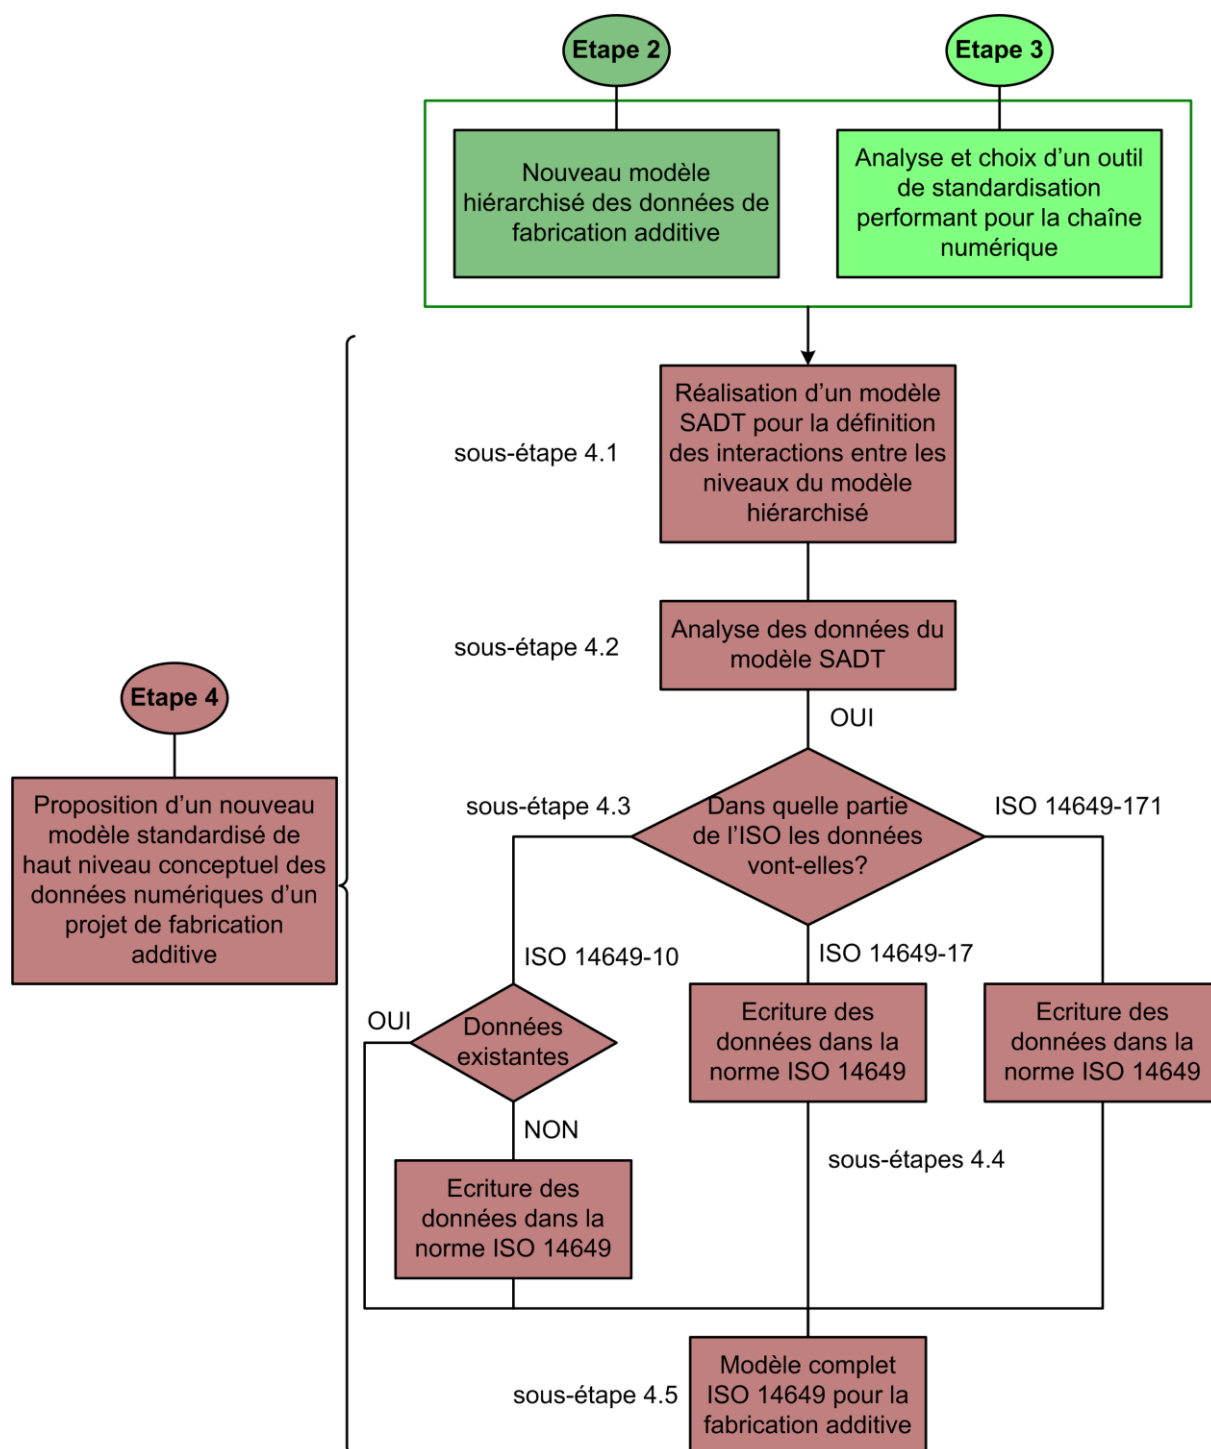 Etape 2
Etape 3
Nouveau modèle
hiérarchisé des données de
fabrication additive
Analyse et choix d'un outil
de standardisation
performant pour la chaîne
numérique
Réalisation d'un modèle
SADT pour la définition
des interactions entre les
niveaux du modèle
hiérarchisé
sous-étape 4.1
Analyse des données du
modèle SADT
sous-étape 4.2
OUI
Etape 4
Proposition d'un nouveau
modèle standardisé de
haut niveau conceptuel des
données numériques d'un
projet de fabrication
additive
sous-étape 4.3
Dans quelle partie
de l'ISO les données
vont-elles?
ISO 14649-171
ISO 14649-10
ISO 14649-17
OUI
Données
existantes
Ecriture des
données dans la
norme ISO 14649
Ecriture des
données dans la
norme ISO 14649
NON
sous-étapes 4.4
Ecriture des
données dans la
norme ISO 14649
sous-étape 4.5
Modèle complet
ISO 14649 pour la
fabrication additive